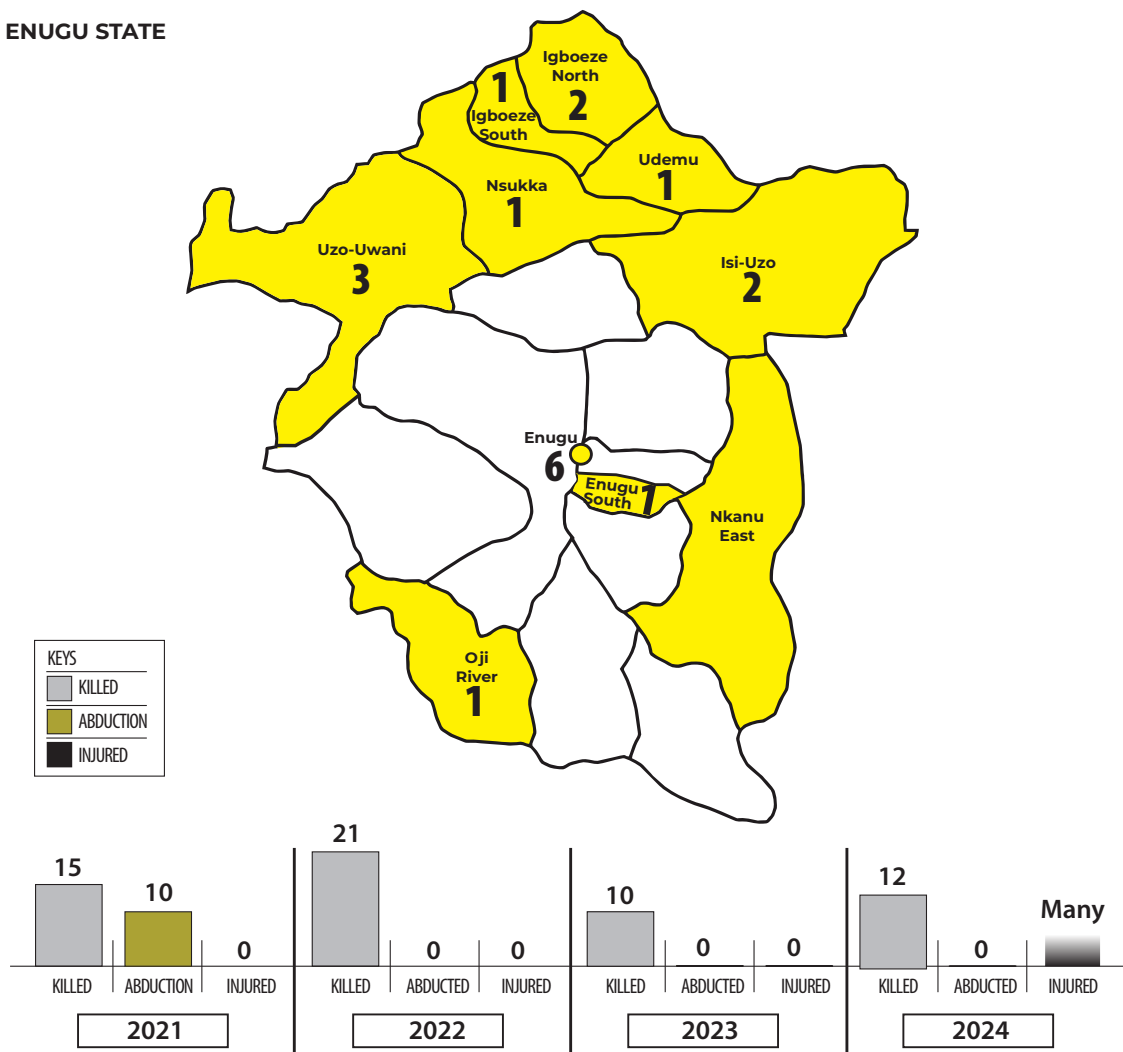 ENUGU STATE
Igboeze
North
2
1
Igboeze
South
Udemu
1
Nsukka
1
Uzo-Uwani
3
Isi-Uzo
2
Enugu
6
Enugu
South
1
Nkanu
East
Oji
River
1
KEYS
KILLED
ABDUCTION
INJURED
15
10
0
KILLED
ABDUCTION
INJURED
2021
21
0
0
KILLED
ABDUCTED
INJURED
2022
10
0
0
KILLED
ABDUCTED
INJURED
2023
12
0
Many
KILLED
ABDUCTED
INJURED
2024